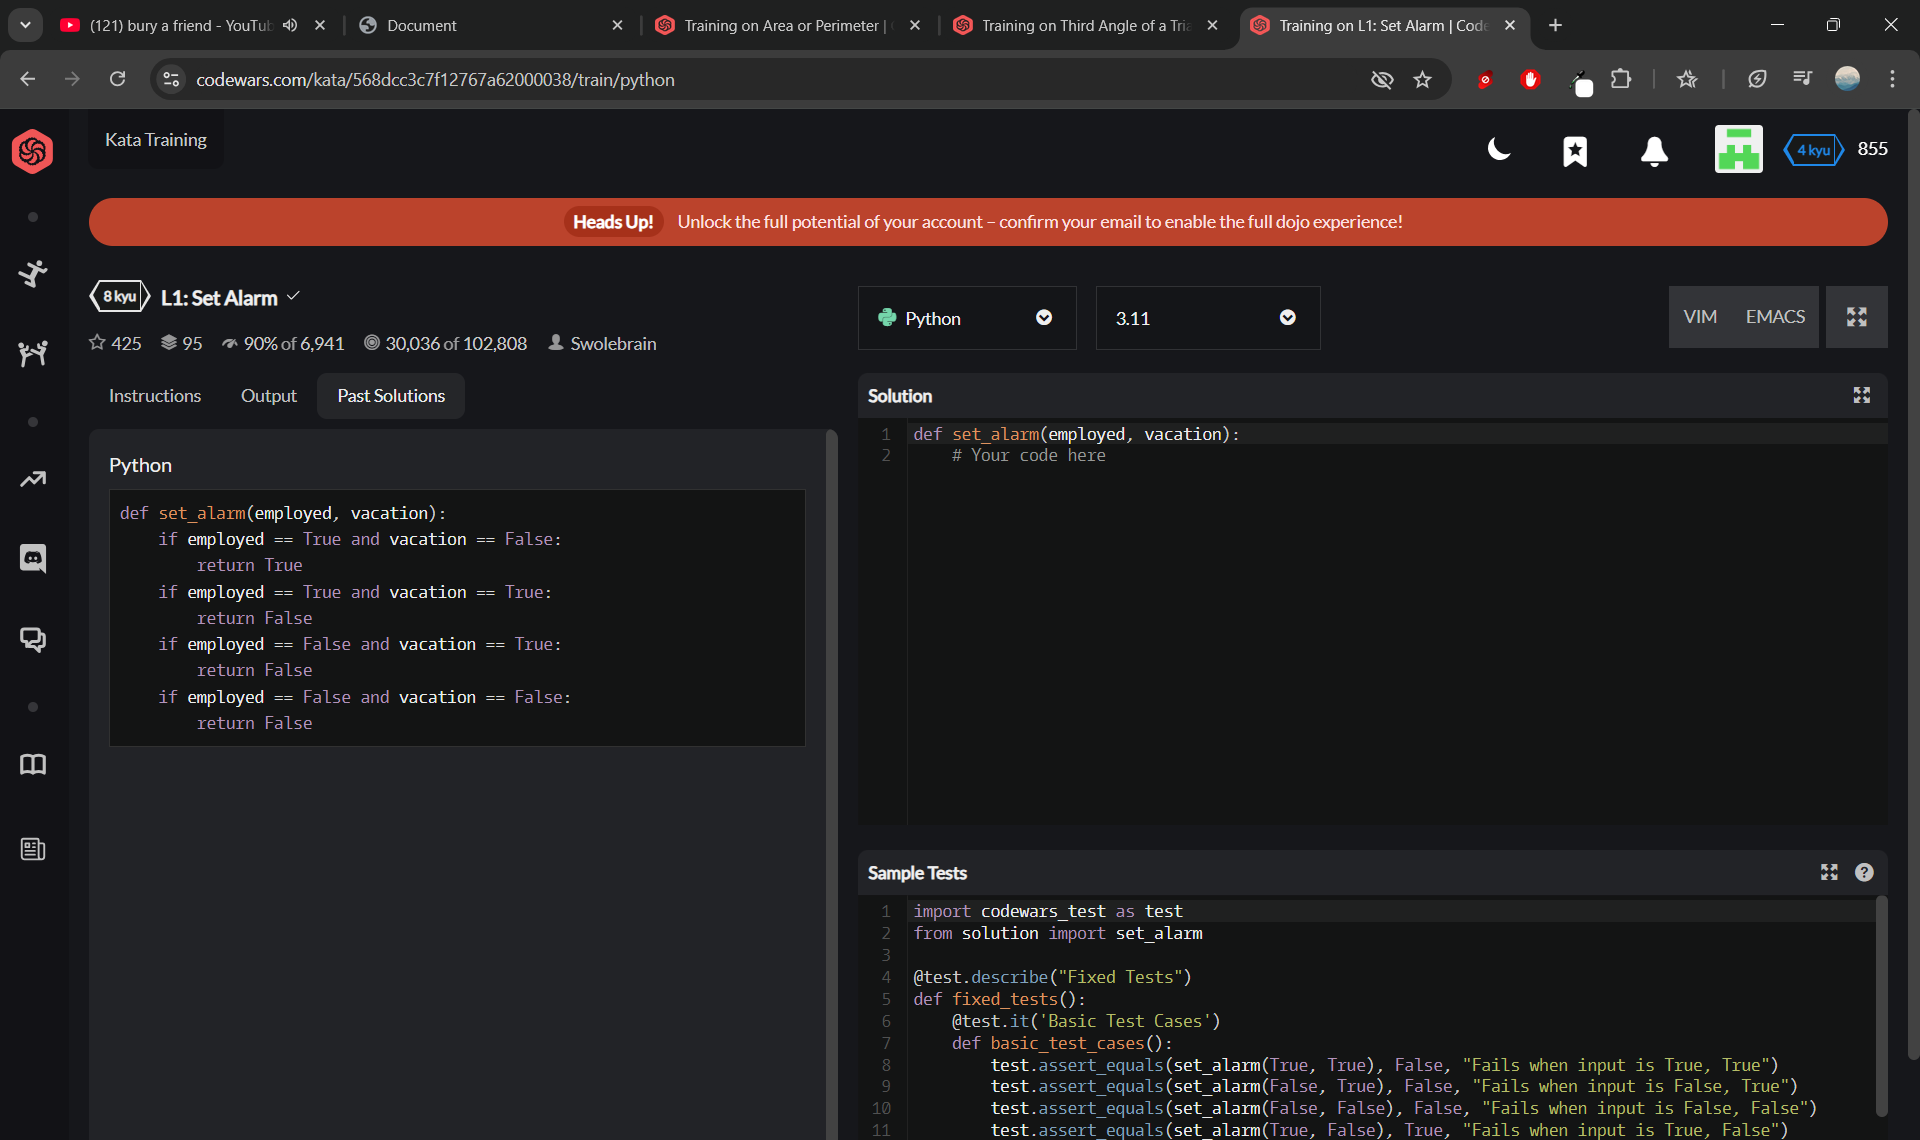 (121) bury a friend - YouTub
Document
Training on Area or Perimeter |
Training on Third Angle of a Tria
Training on L1: Set Alarm | Code
codewars.com/kata/568dcc3c7f12767a62000038/train/python
Kata Training
4 kyu
855
Heads Up!
Unlock the full potential of your account – confirm your email to enable the full dojo experience!
8 kyu
L1: Set Alarm
425
95
90% of 6,941
30,036 of 102,808
Swolebrain
Python
3.11
VIM
EMACS
Instructions
Output
Past Solutions
Python
def set_alarm(employed, vacation):
    if employed == True and vacation == False:
        return True
    if employed == True and vacation == True:
        return False
    if employed == False and vacation == True:
        return False
    if employed == False and vacation == False:
        return False
Solution
1 def set_alarm(employed, vacation):
2     # Your code here
Sample Tests
?
1 import codewars_test as test
2 from solution import set_alarm
3
4 @test.describe("Fixed Tests")
5 def fixed_tests():
6     @test.it('Basic Test Cases')
7     def basic_test_cases():
8         test.assert_equals(set_alarm(True, True), False, "Fails when input is True, True")
9         test.assert_equals(set_alarm(False, True), False, "Fails when input is False, True")
10         test.assert_equals(set_alarm(False, False), False, "Fails when input is False, False")
11         test.assert_equals(set_alarm(True, False), True, "Fails when input is True, False")